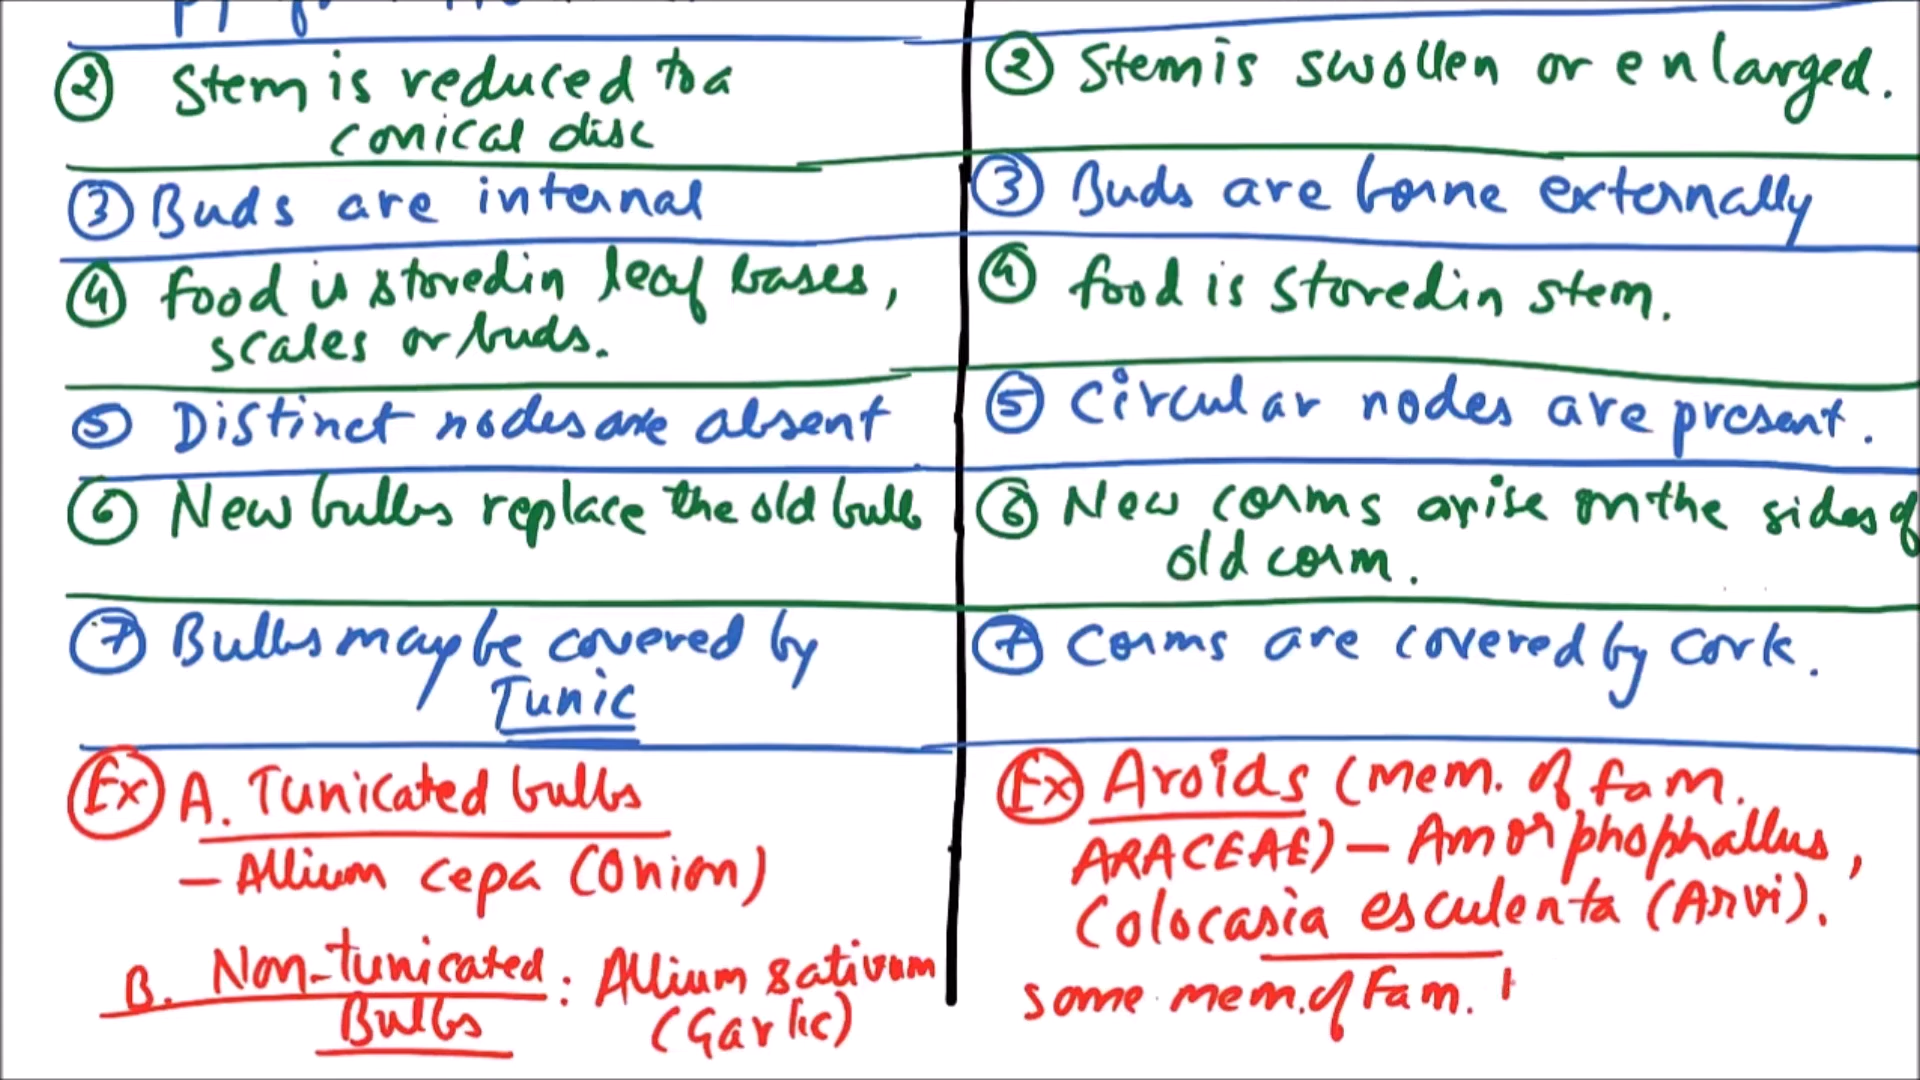 ② Stem is reduced to a
conical disc
③ Buds are internal
④ food is stored in leaf bases,
scales or buds.
⑤ Distinct nodes are absent
⑥ New bulbs replace the old bulb
⑦ Bulbs may be covered by
Tunic
Ex A. Tunicated bulbs
- Allium cepa (Onion)
B. Non-tunicated : Allium sativum
Bulbs (Garlic)
② Stem is swollen or enlarged.
③ Buds are borne externally
④ food is stored in stem.
⑤ Circular nodes are present.
⑥ New corms arise on the sides of
old corm.
⑦ Corms are covered by cork.
Ex Aroids (mem. of fam.
ARACEAE) - Amorphophallus,
Colocasia esculenta (Arvi).
some mem. of Fam.